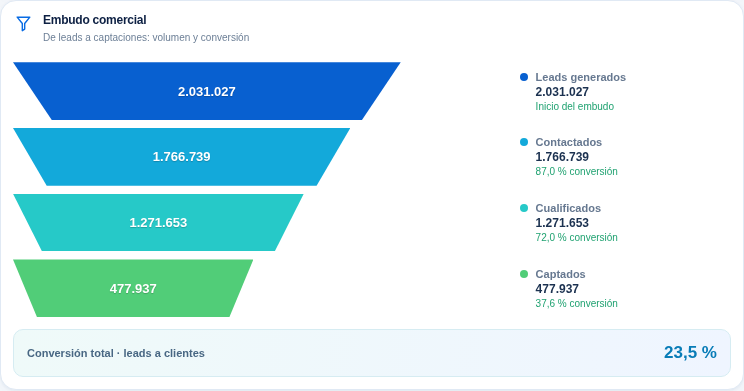 Embudo comercial
De leads a captaciones: volumen y conversión
2.031.027
Leads generados
2.031.027
Inicio del embudo
1.766.739
Contactados
1.766.739
87,0 % conversión
1.271.653
Cualificados
1.271.653
72,0 % conversión
477.937
Captados
477.937
37,6 % conversión
Conversión total · leads a clientes
23,5 %